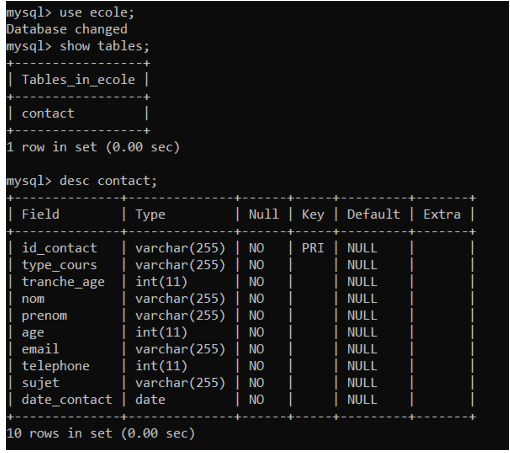 mysql> use ecole;
Database changed
mysql> show tables;
+-----------------+
| Tables_in_ecole |
+-----------------+
| contact         |
+-----------------+
1 row in set (0.00 sec)

mysql> desc contact;
+--------------+--------------+------+-----+---------+-------+
| Field        | Type         | Null | Key | Default | Extra |
+--------------+--------------+------+-----+---------+-------+
| id_contact   | varchar(255) | NO   | PRI | NULL    |       |
| type_cours   | varchar(255) | NO   |     | NULL    |       |
| tranche_age  | int(11)      | NO   |     | NULL    |       |
| nom          | varchar(255) | NO   |     | NULL    |       |
| prenom       | varchar(255) | NO   |     | NULL    |       |
| age          | int(11)      | NO   |     | NULL    |       |
| email        | varchar(255) | NO   |     | NULL    |       |
| telephone    | int(11)      | NO   |     | NULL    |       |
| sujet        | varchar(255) | NO   |     | NULL    |       |
| date_contact | date         | NO   |     | NULL    |       |
+--------------+--------------+------+-----+---------+-------+
10 rows in set (0.00 sec)